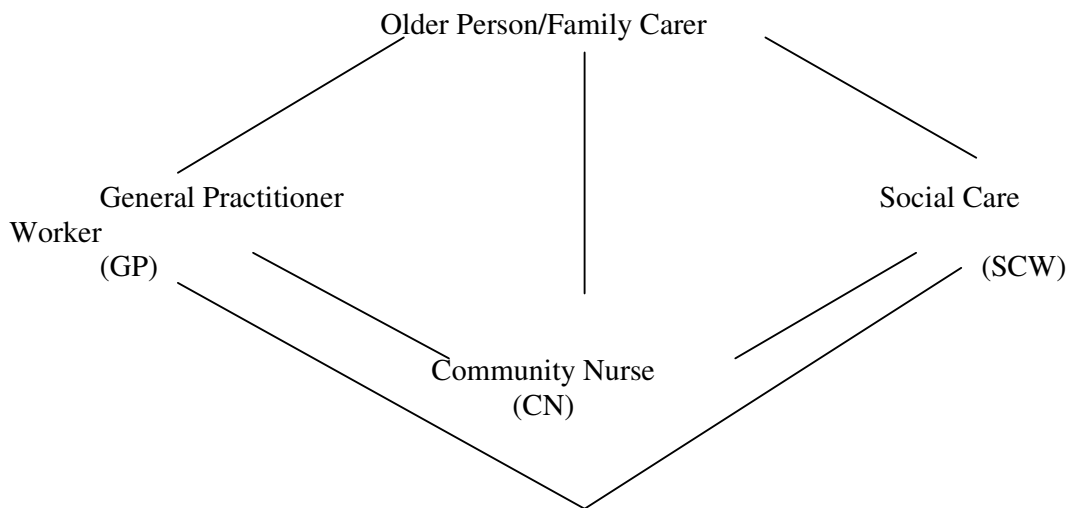 Older Person/Family Carer
General Practitioner Social Care
Worker
(GP) (SCW)
Community Nurse
(CN)